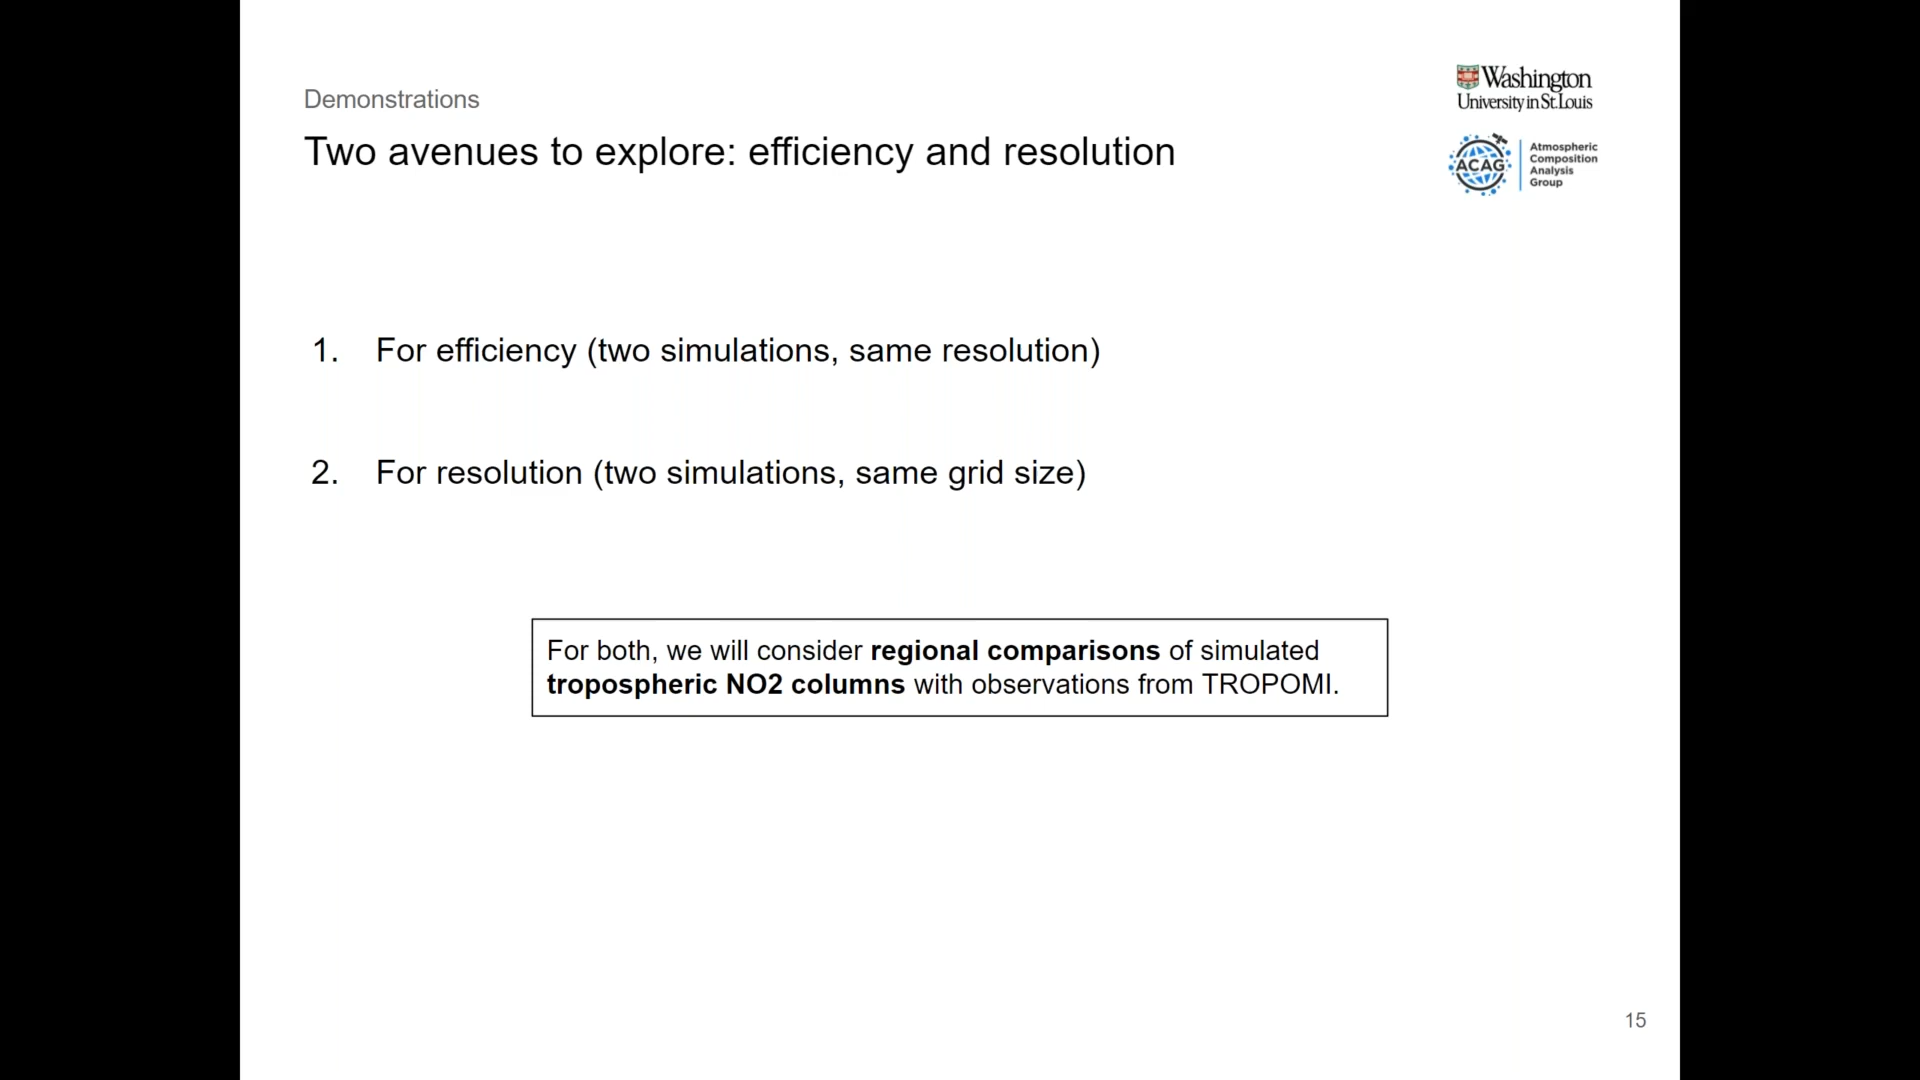 Demonstrations
Two avenues to explore: efficiency and resolution
Washington
University in St. Louis
ACAG
Atmospheric
Composition
Analysis
Group
1. For efficiency (two simulations, same resolution)
2. For resolution (two simulations, same grid size)
For both, we will consider regional comparisons of simulated
tropospheric NO2 columns with observations from TROPOMI.
15